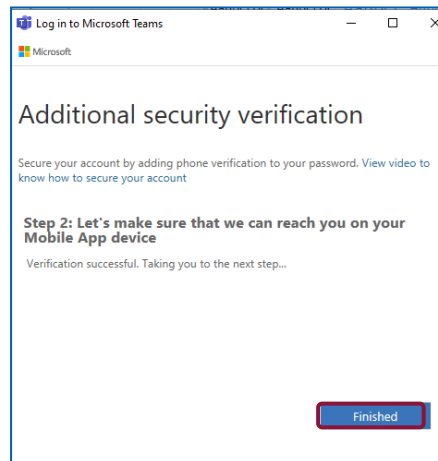 Log in to Microsoft Teams
Microsoft
Additional security verification
Secure your account by adding phone verification to your password. View video to
know how to secure your account
Step 2: Let's make sure that we can reach you on your
Mobile App device
Verification successful. Taking you to the next step...
Finished